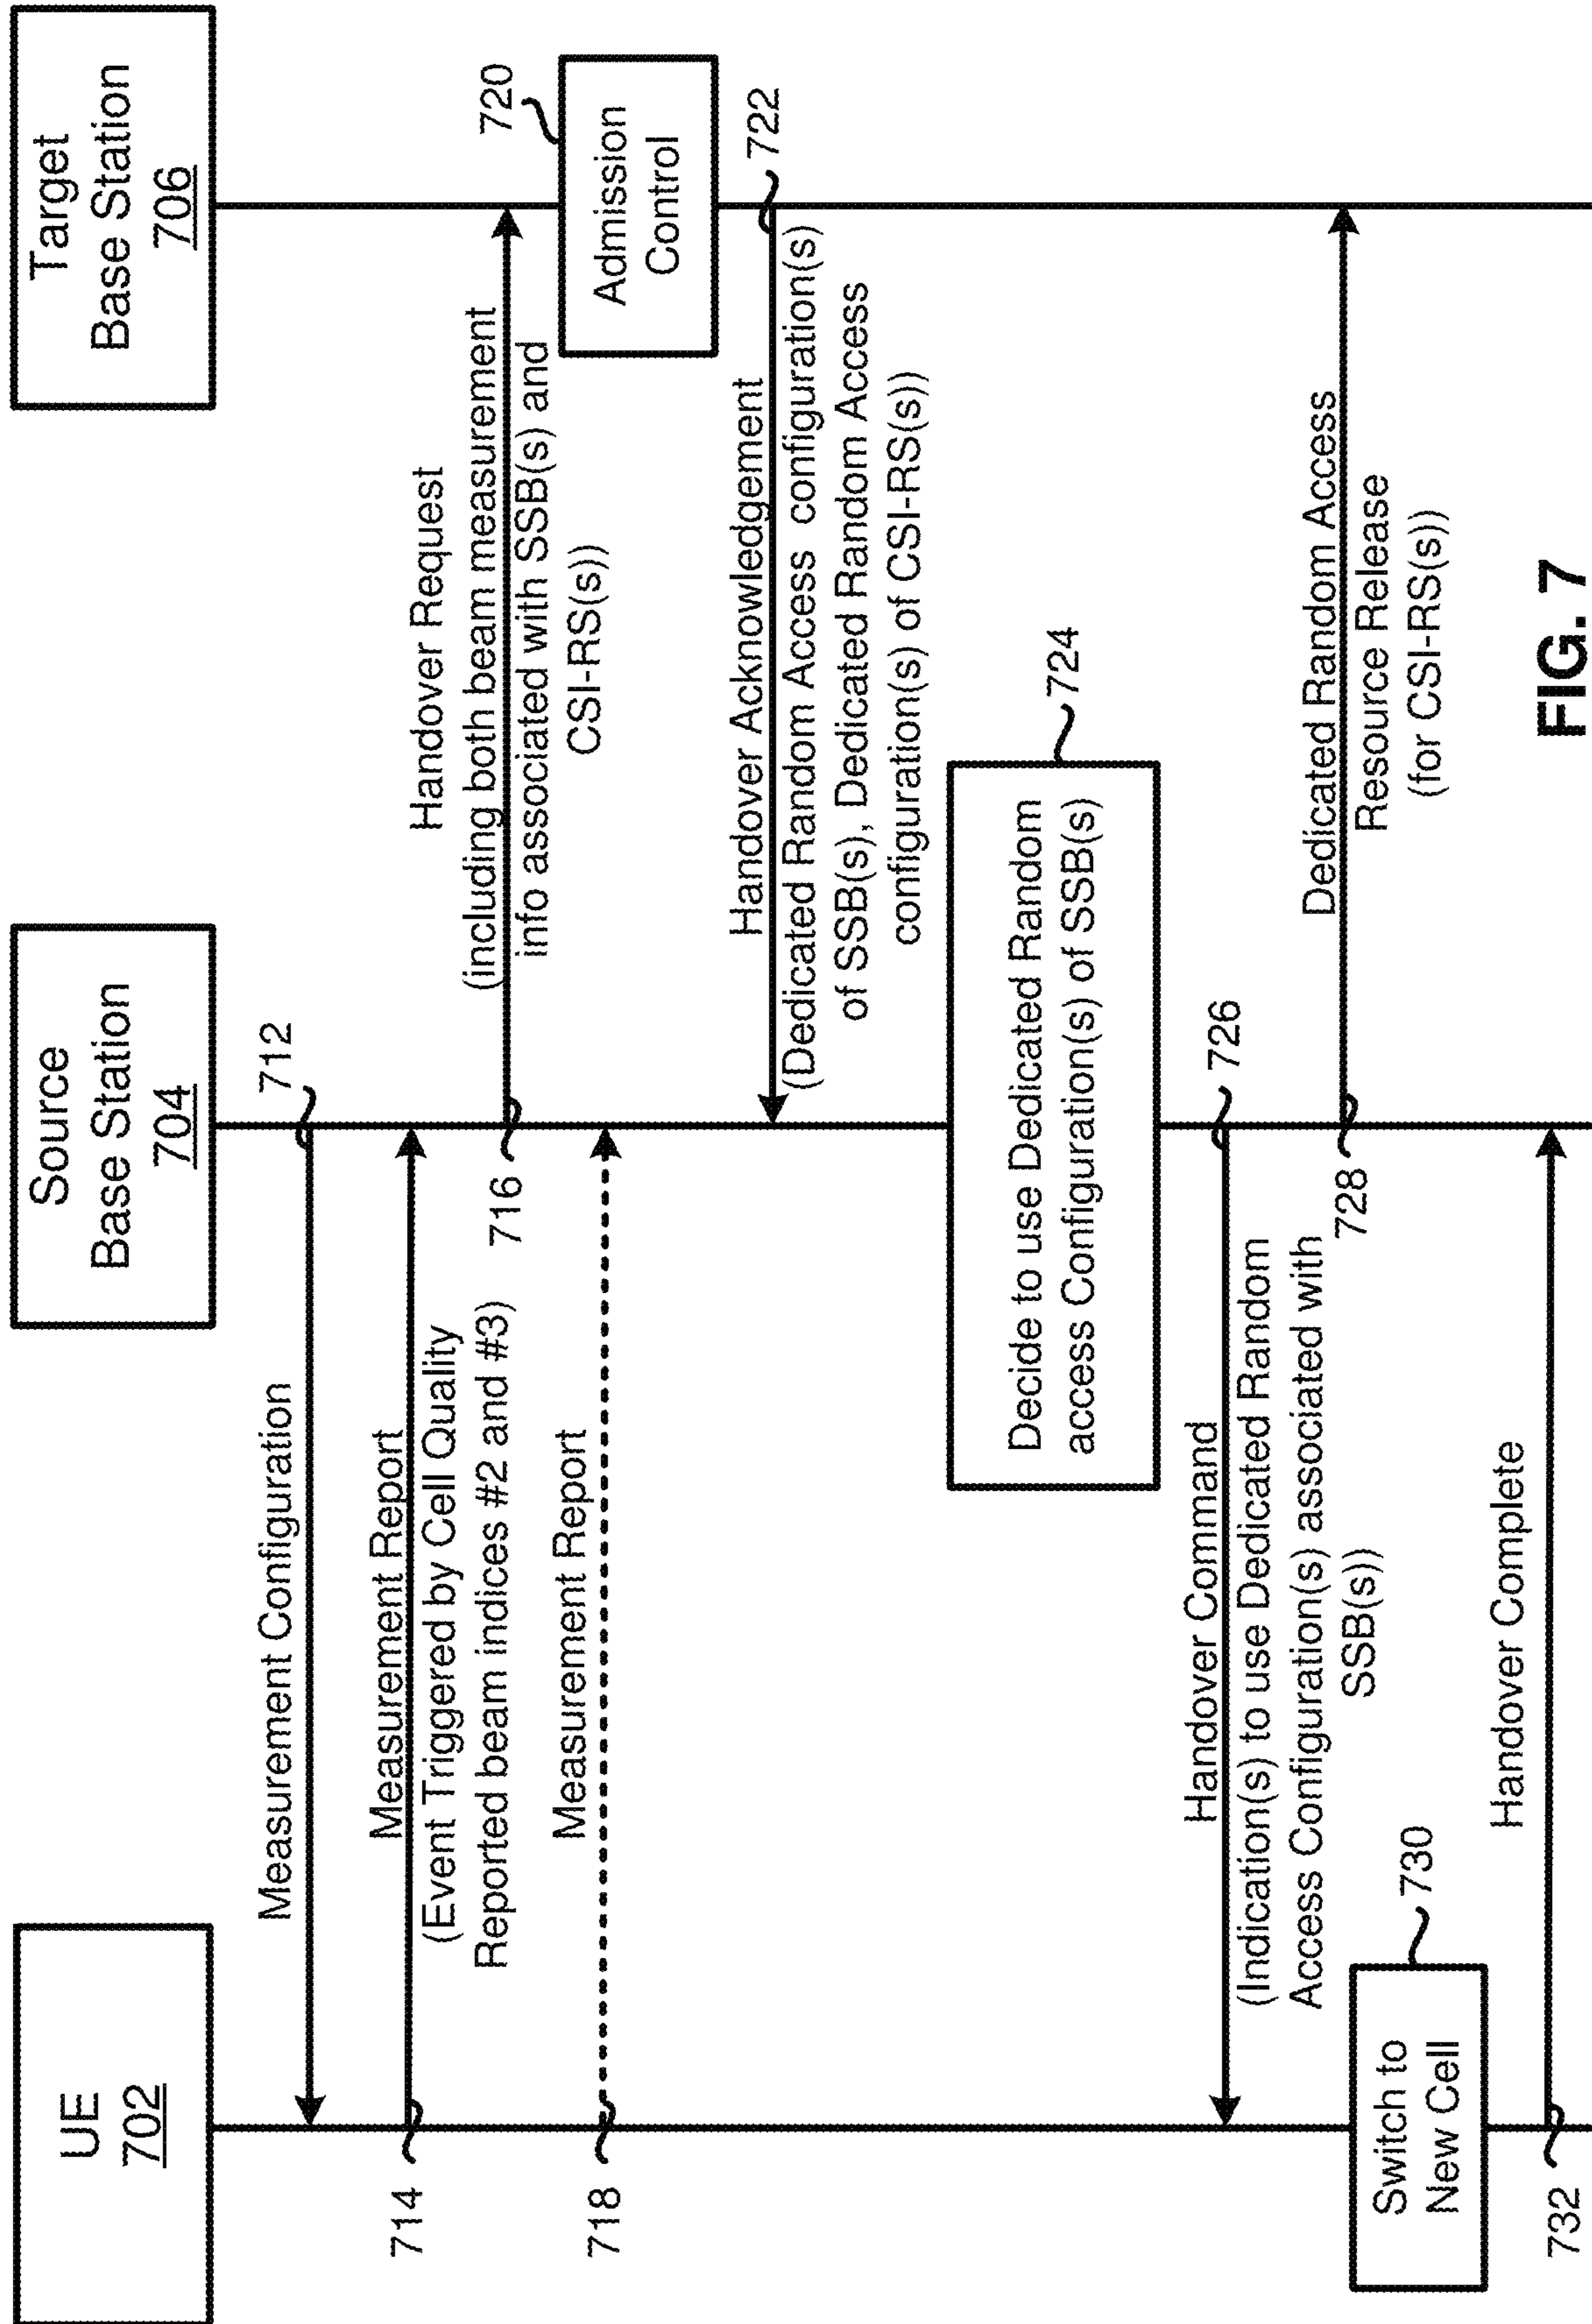 UE
702
Source
Base Station
704
Target
Base Station
706
712
Measurement Configuration
714
Measurement Report
(Event Triggered by Cell Quality
Reported beam indices #2 and #3)
Handover Request
(including both beam measurement
info associated with SSB(s) and
CSI-RS(s))
716
718
Measurement Report
720
Admission
Control
722
Handover Acknowledgement
(Dedicated Random Access configuration(s)
of SSB(s), Dedicated Random Access
configuration(s) of CSI-RS(s))
724
Decide to use Dedicated Random
access Configuration(s) of SSB(s)
726
Handover Command
(Indication(s) to use Dedicated Random
Access Configuration(s) associated with
SSB(s))
728
Dedicated Random Access
Resource Release
(for CSI-RS(s))
730
Switch to
New Cell
732
Handover Complete
FIG. 7